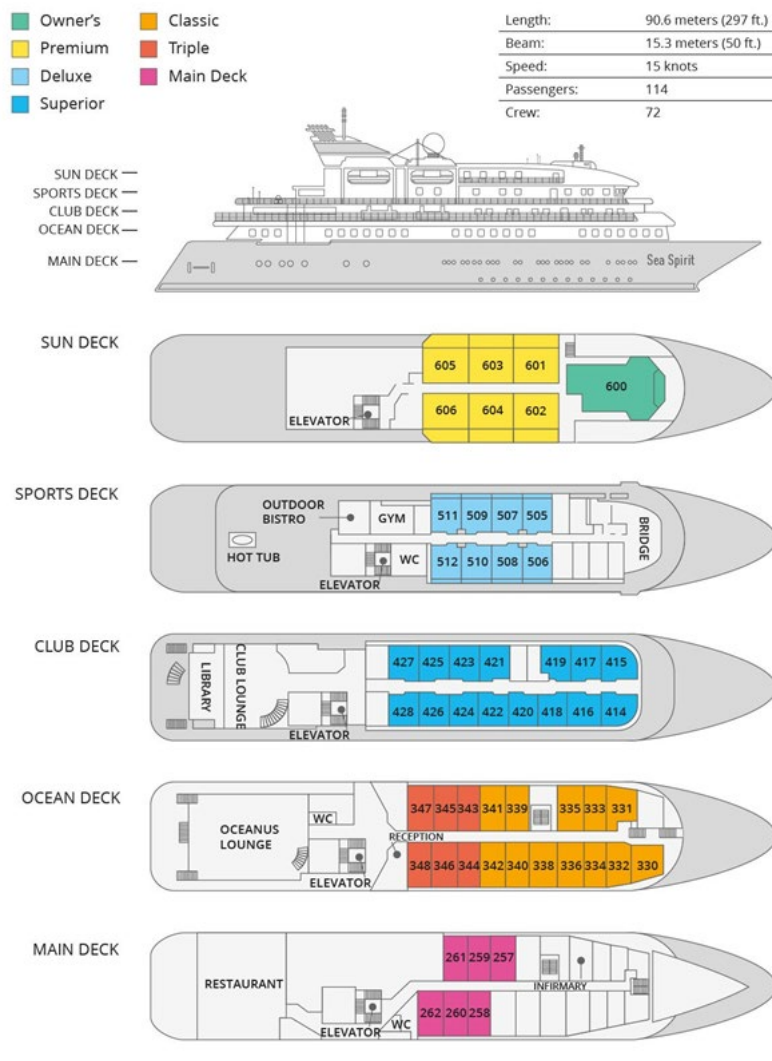 Owner's
Classic
Premium
Triple
Deluxe
Main Deck
Superior
Length: 90.6 meters (297 ft.)
Beam: 15.3 meters (50 ft.)
Speed: 15 knots
Passengers: 114
Crew: 72
SUN DECK
SPORTS DECK
CLUB DECK
OCEAN DECK
MAIN DECK
Sea Spirit
SUN DECK
605 603 601
600
606 604 602
ELEVATOR
SPORTS DECK
OUTDOOR
BISTRO
GYM
511 509 507 505
BRIDGE
HOT TUB
WC
512 510 508 506
ELEVATOR
CLUB DECK
LIBRARY
CLUB LOUNGE
427 425 423 421 419 417 415
428 426 424 422 420 418 416 414
ELEVATOR
OCEAN DECK
347 345 343 341 339 335 333 331
WC
OCEANUS
LOUNGE
RECEPTION
348 346 344 342 340 338 336 334 332 330
ELEVATOR
MAIN DECK
261 259 257
RESTAURANT
INFIRMARY
262 260 258
WC
ELEVATOR